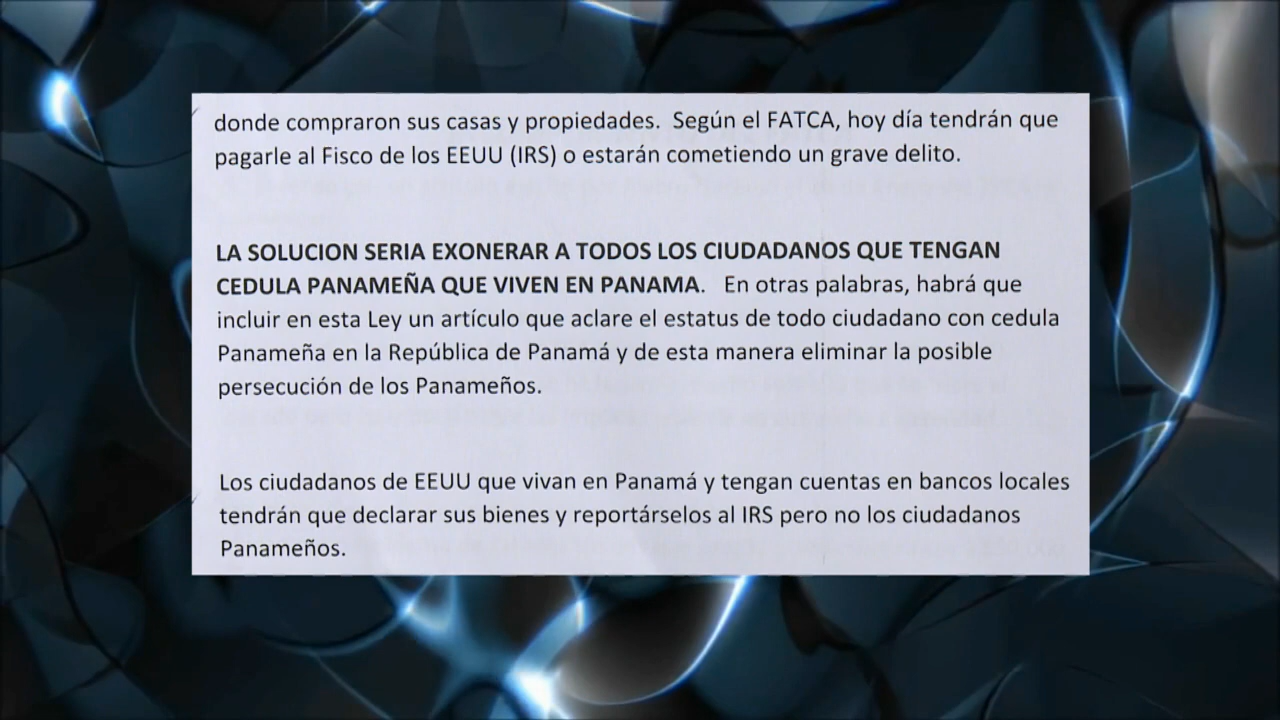 donde compraron sus casas y propiedades.  Según el FATCA, hoy día tendrán que
pagarle al Fisco de los EEUU (IRS) o estarán cometiendo un grave delito.
LA SOLUCION SERIA EXONERAR A TODOS LOS CIUDADANOS QUE TENGAN
CEDULA PANAMEÑA QUE VIVEN EN PANAMA.   En otras palabras, habrá que
incluir en esta Ley un artículo que aclare el estatus de todo ciudadano con cedula
Panameña en la República de Panamá y de esta manera eliminar la posible
persecución de los Panameños.
Los ciudadanos de EEUU que vivan en Panamá y tengan cuentas en bancos locales
tendrán que declarar sus bienes y reportárselos al IRS pero no los ciudadanos
Panameños.